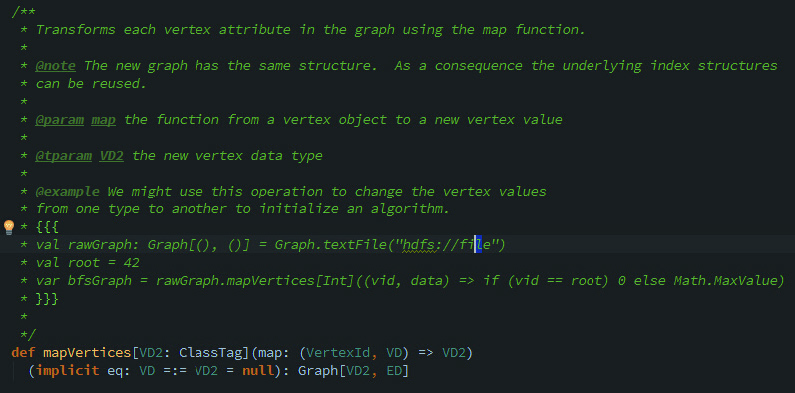 /**
* Transforms each vertex attribute in the graph using the map function.
*
* @note The new graph has the same structure.  As a consequence the underlying index structures
* can be reused.
*
* @param map the function from a vertex object to a new vertex value
*
* @tparam VD2 the new vertex data type
*
* @example We might use this operation to change the vertex values
* from one type to another to initialize an algorithm.
* {{{
* val rawGraph: Graph[(), ()] = Graph.textFile("hdfs://file")
* val root = 42
* var bfsGraph = rawGraph.mapVertices[Int]((vid, data) => if (vid == root) 0 else Math.MaxValue)
* }}}
*
*/
def mapVertices[VD2: ClassTag](map: (VertexId, VD) => VD2)
(implicit eq: VD =:= VD2 = null): Graph[VD2, ED]